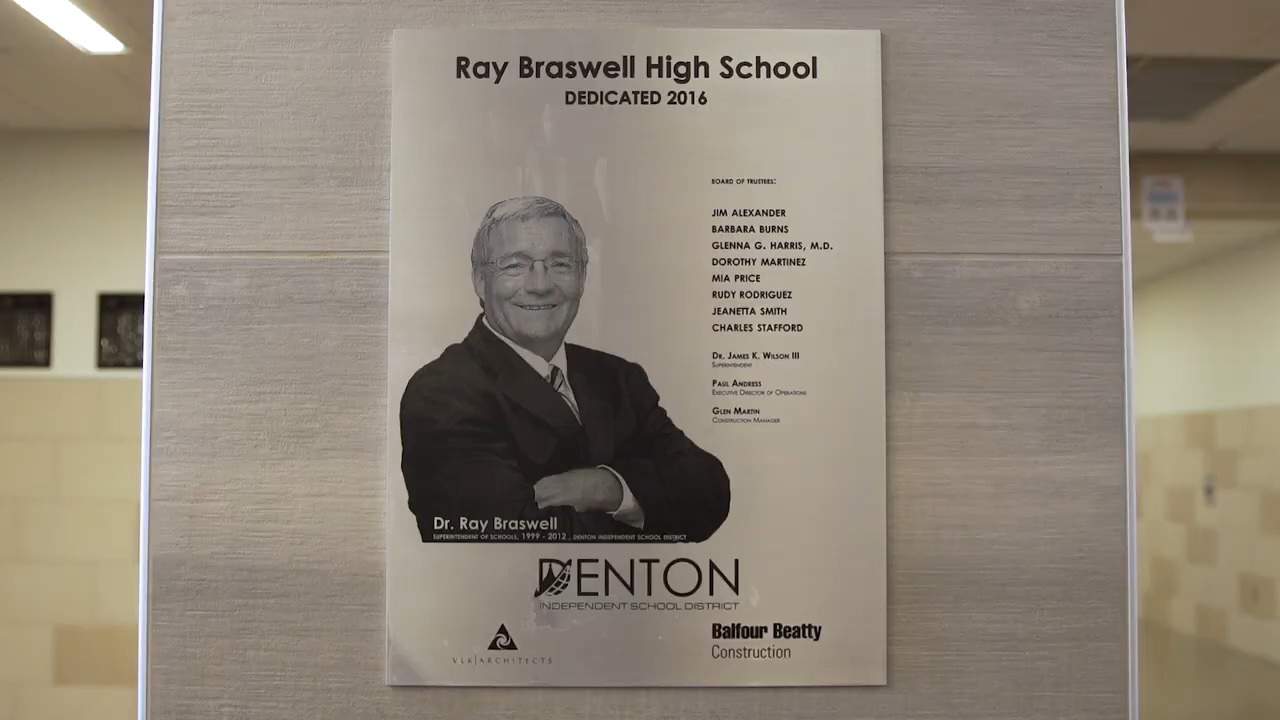 Ray Braswell High School
DEDICATED 2016
BOARD OF TRUSTEES:
JIM ALEXANDER
BARBARA BURNS
GLENNA G. HARRIS, M.D.
DOROTHY MARTINEZ
MIA PRICE
RUDY RODRIGUEZ
JEANETTA SMITH
CHARLES STAFFORD
DR. JAMES K. WILSON III
SUPERINTENDENT
PAUL ANDRESS
EXECUTIVE DIRECTOR OF OPERATIONS
GLEN MARTIN
CONSTRUCTION MANAGER
Dr. Ray Braswell
SUPERINTENDENT OF SCHOOLS, 1999 - 2012, DENTON INDEPENDENT SCHOOL DISTRICT
DENTON
INDEPENDENT SCHOOL DISTRICT
VLK|ARCHITECTS
Balfour Beatty
Construction